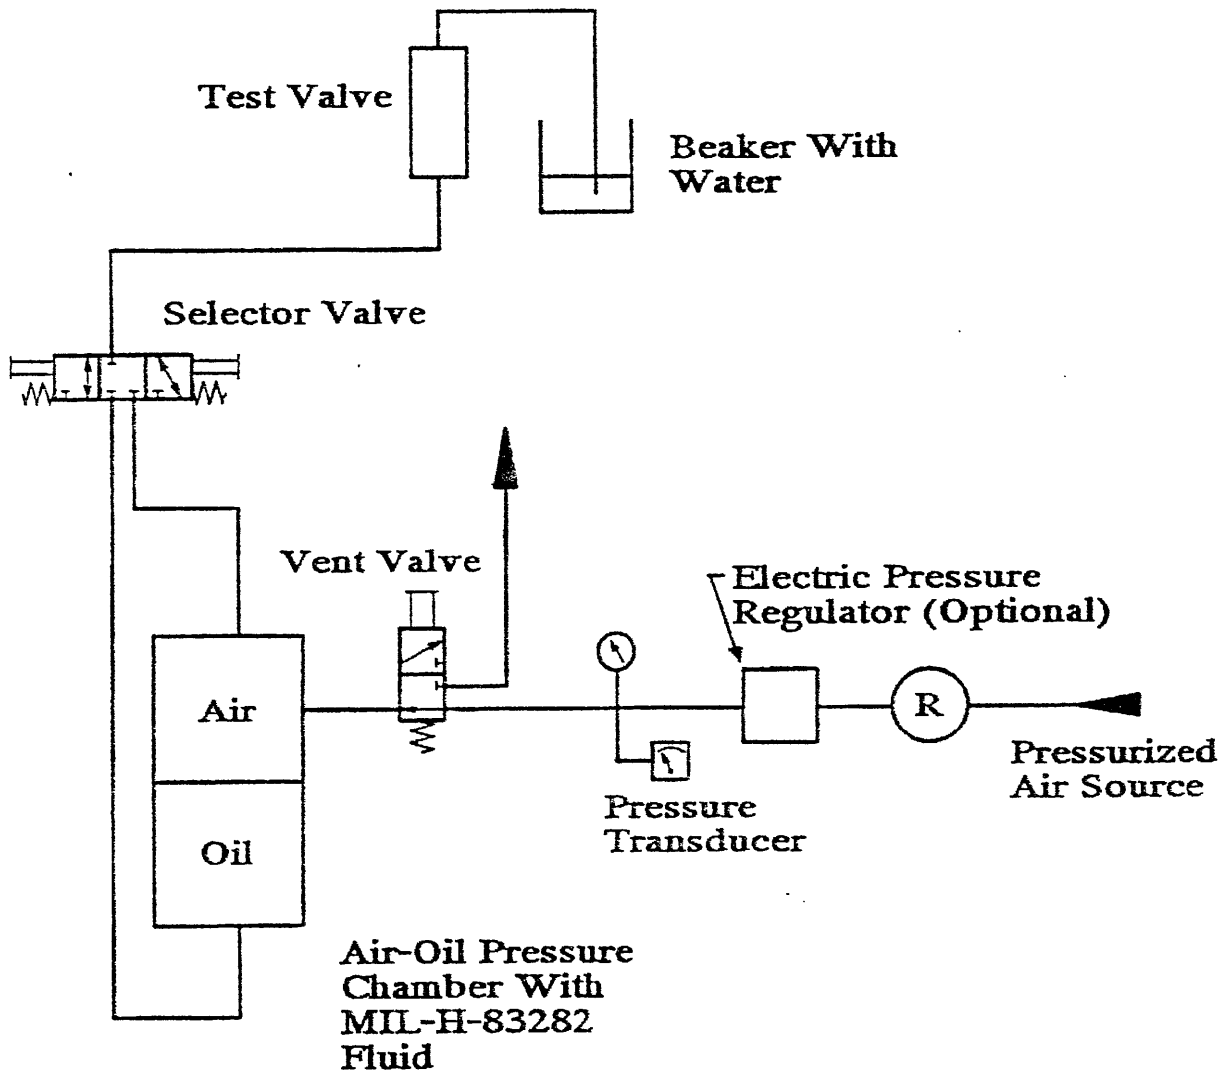 Test Valve
Beaker With
Water
Selector Valve
Vent Valve
Electric Pressure
Regulator (Optional)
Air
R
Pressurized
Air Source
Pressure
Transducer
Oil
Air-Oil Pressure
Chamber With
MIL-H-83282
Fluid